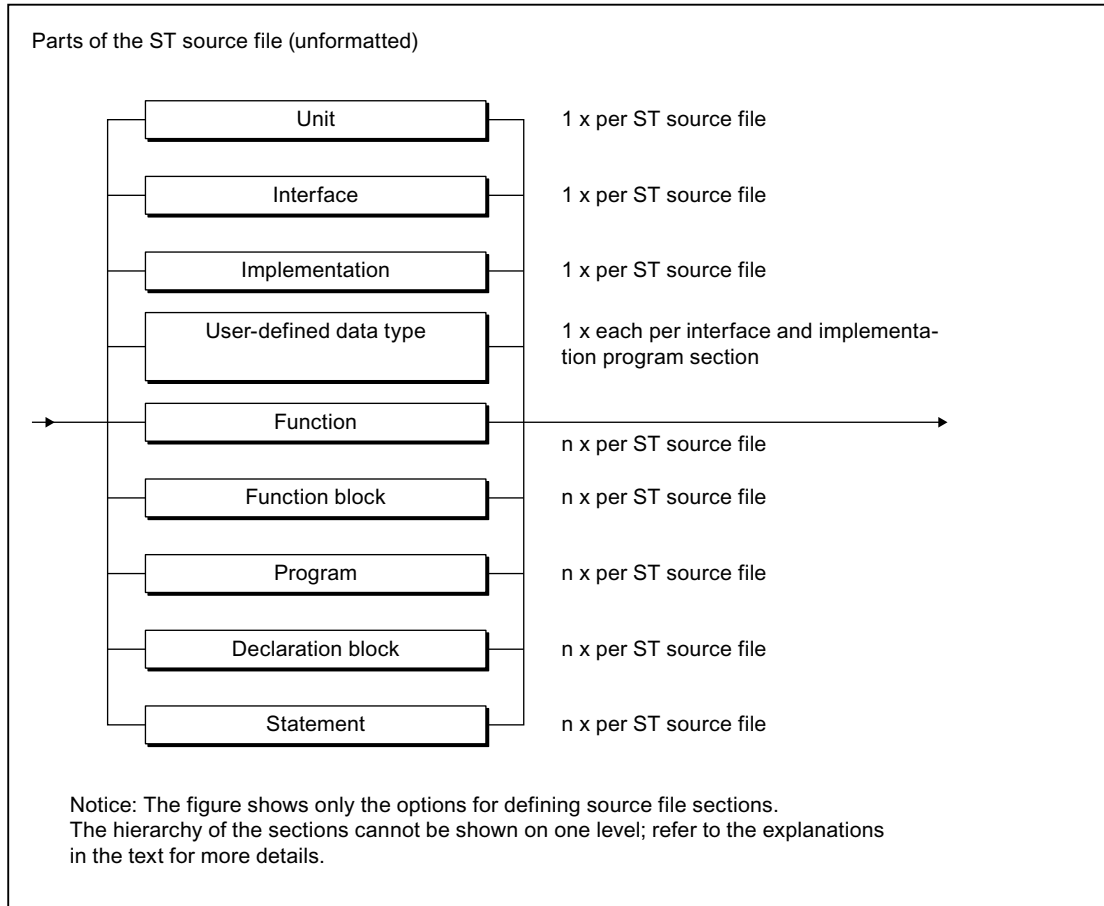 Parts of the ST source file (unformatted)
Unit
1 x per ST source file
Interface
1 x per ST source file
Implementation
1 x per ST source file
User-defined data type
1 x each per interface and implementa-
tion program section
Function
n x per ST source file
Function block
n x per ST source file
Program
n x per ST source file
Declaration block
n x per ST source file
Statement
n x per ST source file
Notice: The figure shows only the options for defining source file sections.
The hierarchy of the sections cannot be shown on one level; refer to the explanations
in the text for more details.